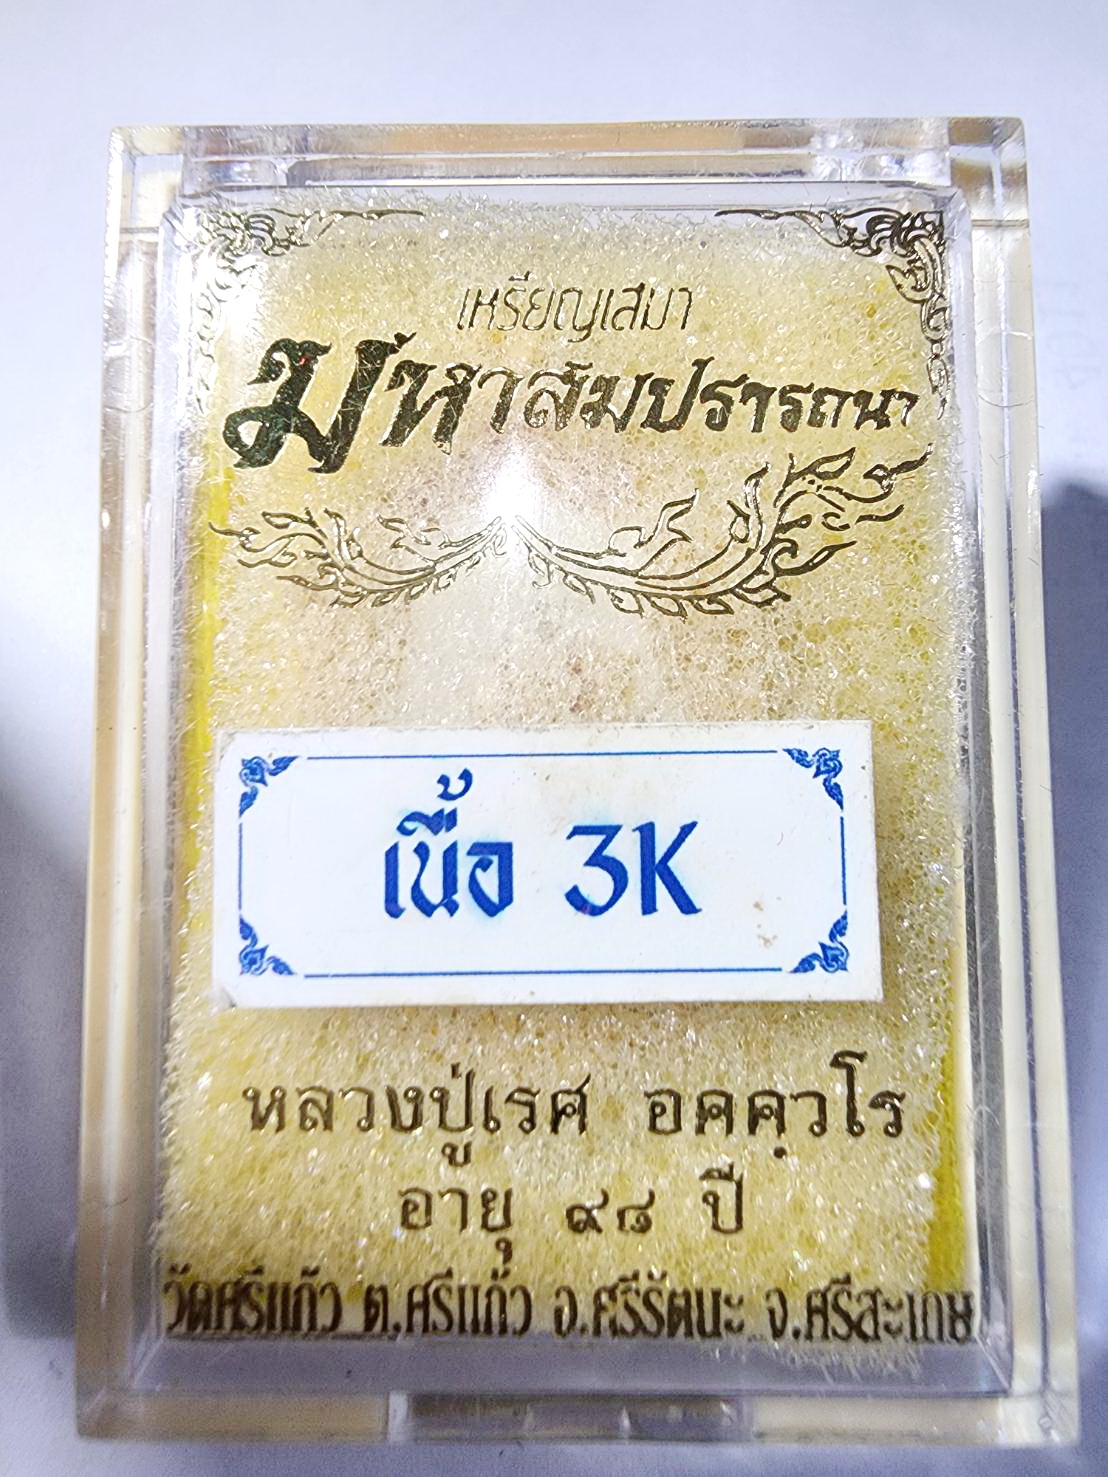 เหรียญเสมา
มหาสมปรารถนา
เนื้อ 3K
หลวงปู่เรศ อคคฺวโร
อายุ ๙๘ ปี
วัดศรีแก้ว ต.ศรีแก้ว อ.ศรีรัตนะ จ.ศรีสะเกษ